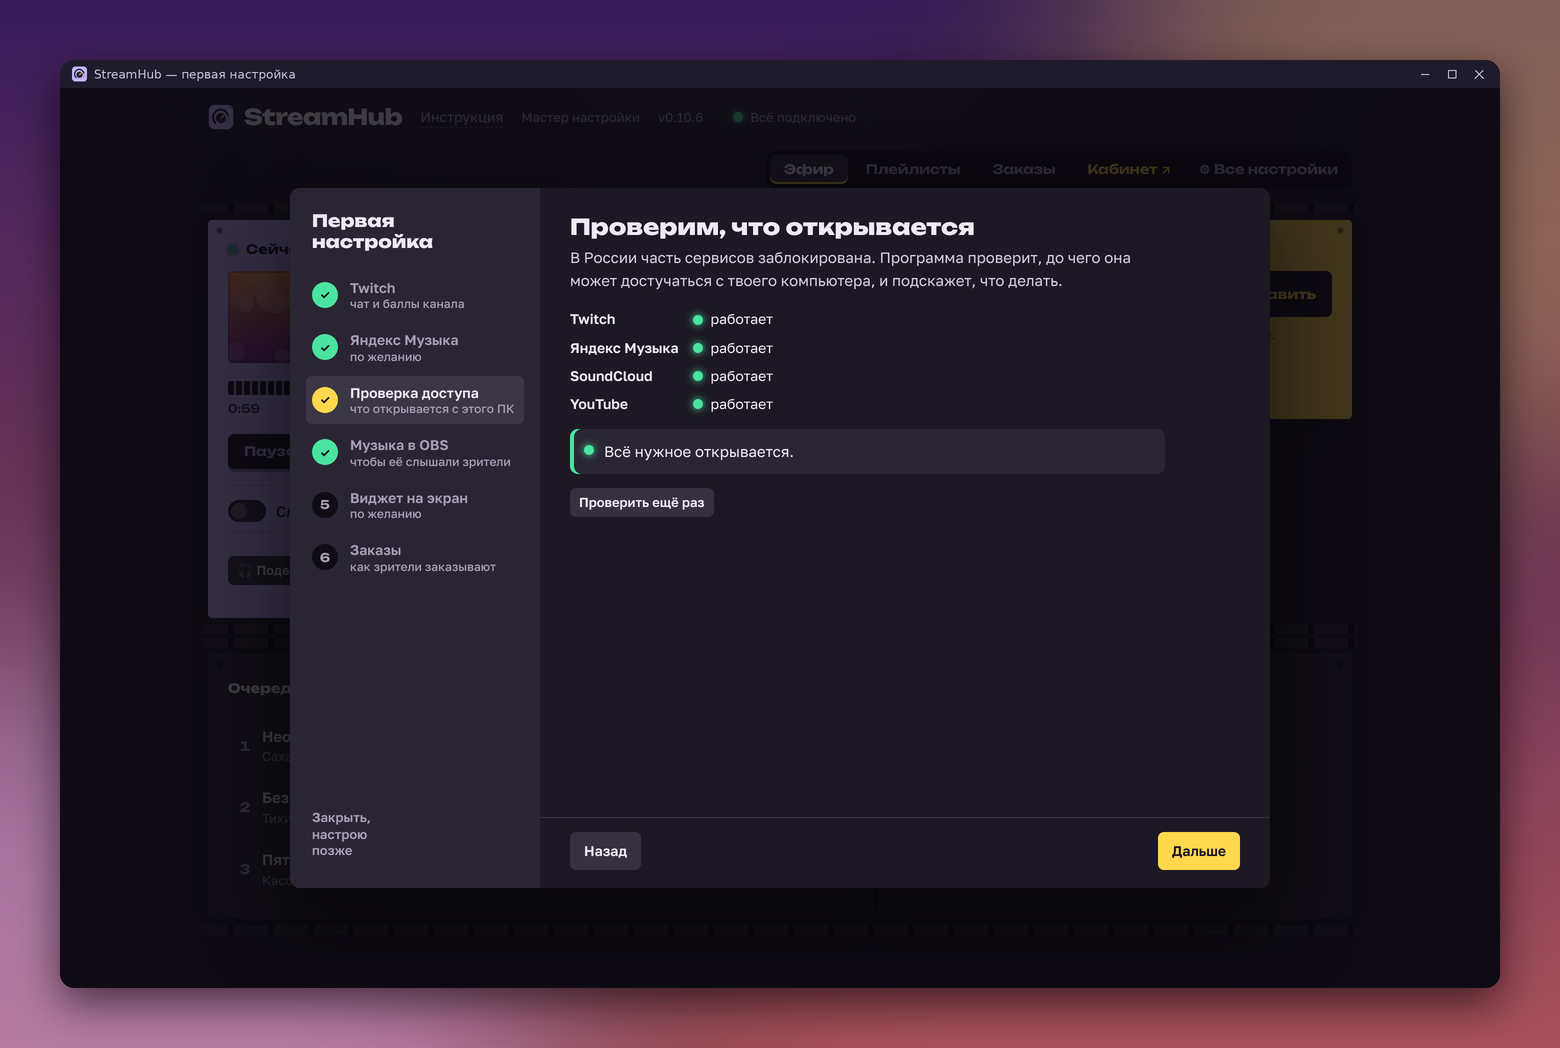 StreamHub — первая настройка
StreamHub
Инструкция
Мастер настройки
v0.10.6
Всё подключено
Эфир
Плейлисты
Заказы
Кабинет ↗
Все настройки
0:59
1
2
3
Первая
настройка
Twitch
чат и баллы канала
Яндекс Музыка
по желанию
Проверка доступа
что открывается с этого ПК
Музыка в OBS
чтобы её слышали зрители
5
Виджет на экран
по желанию
6
Заказы
как зрители заказывают
Закрыть,
настрою
позже
Проверим, что открывается
В России часть сервисов заблокирована. Программа проверит, до чего она
может достучаться с твоего компьютера, и подскажет, что делать.
Twitch работает
Яндекс Музыка работает
SoundCloud работает
YouTube работает
Всё нужное открывается.
Проверить ещё раз
Назад
Дальше